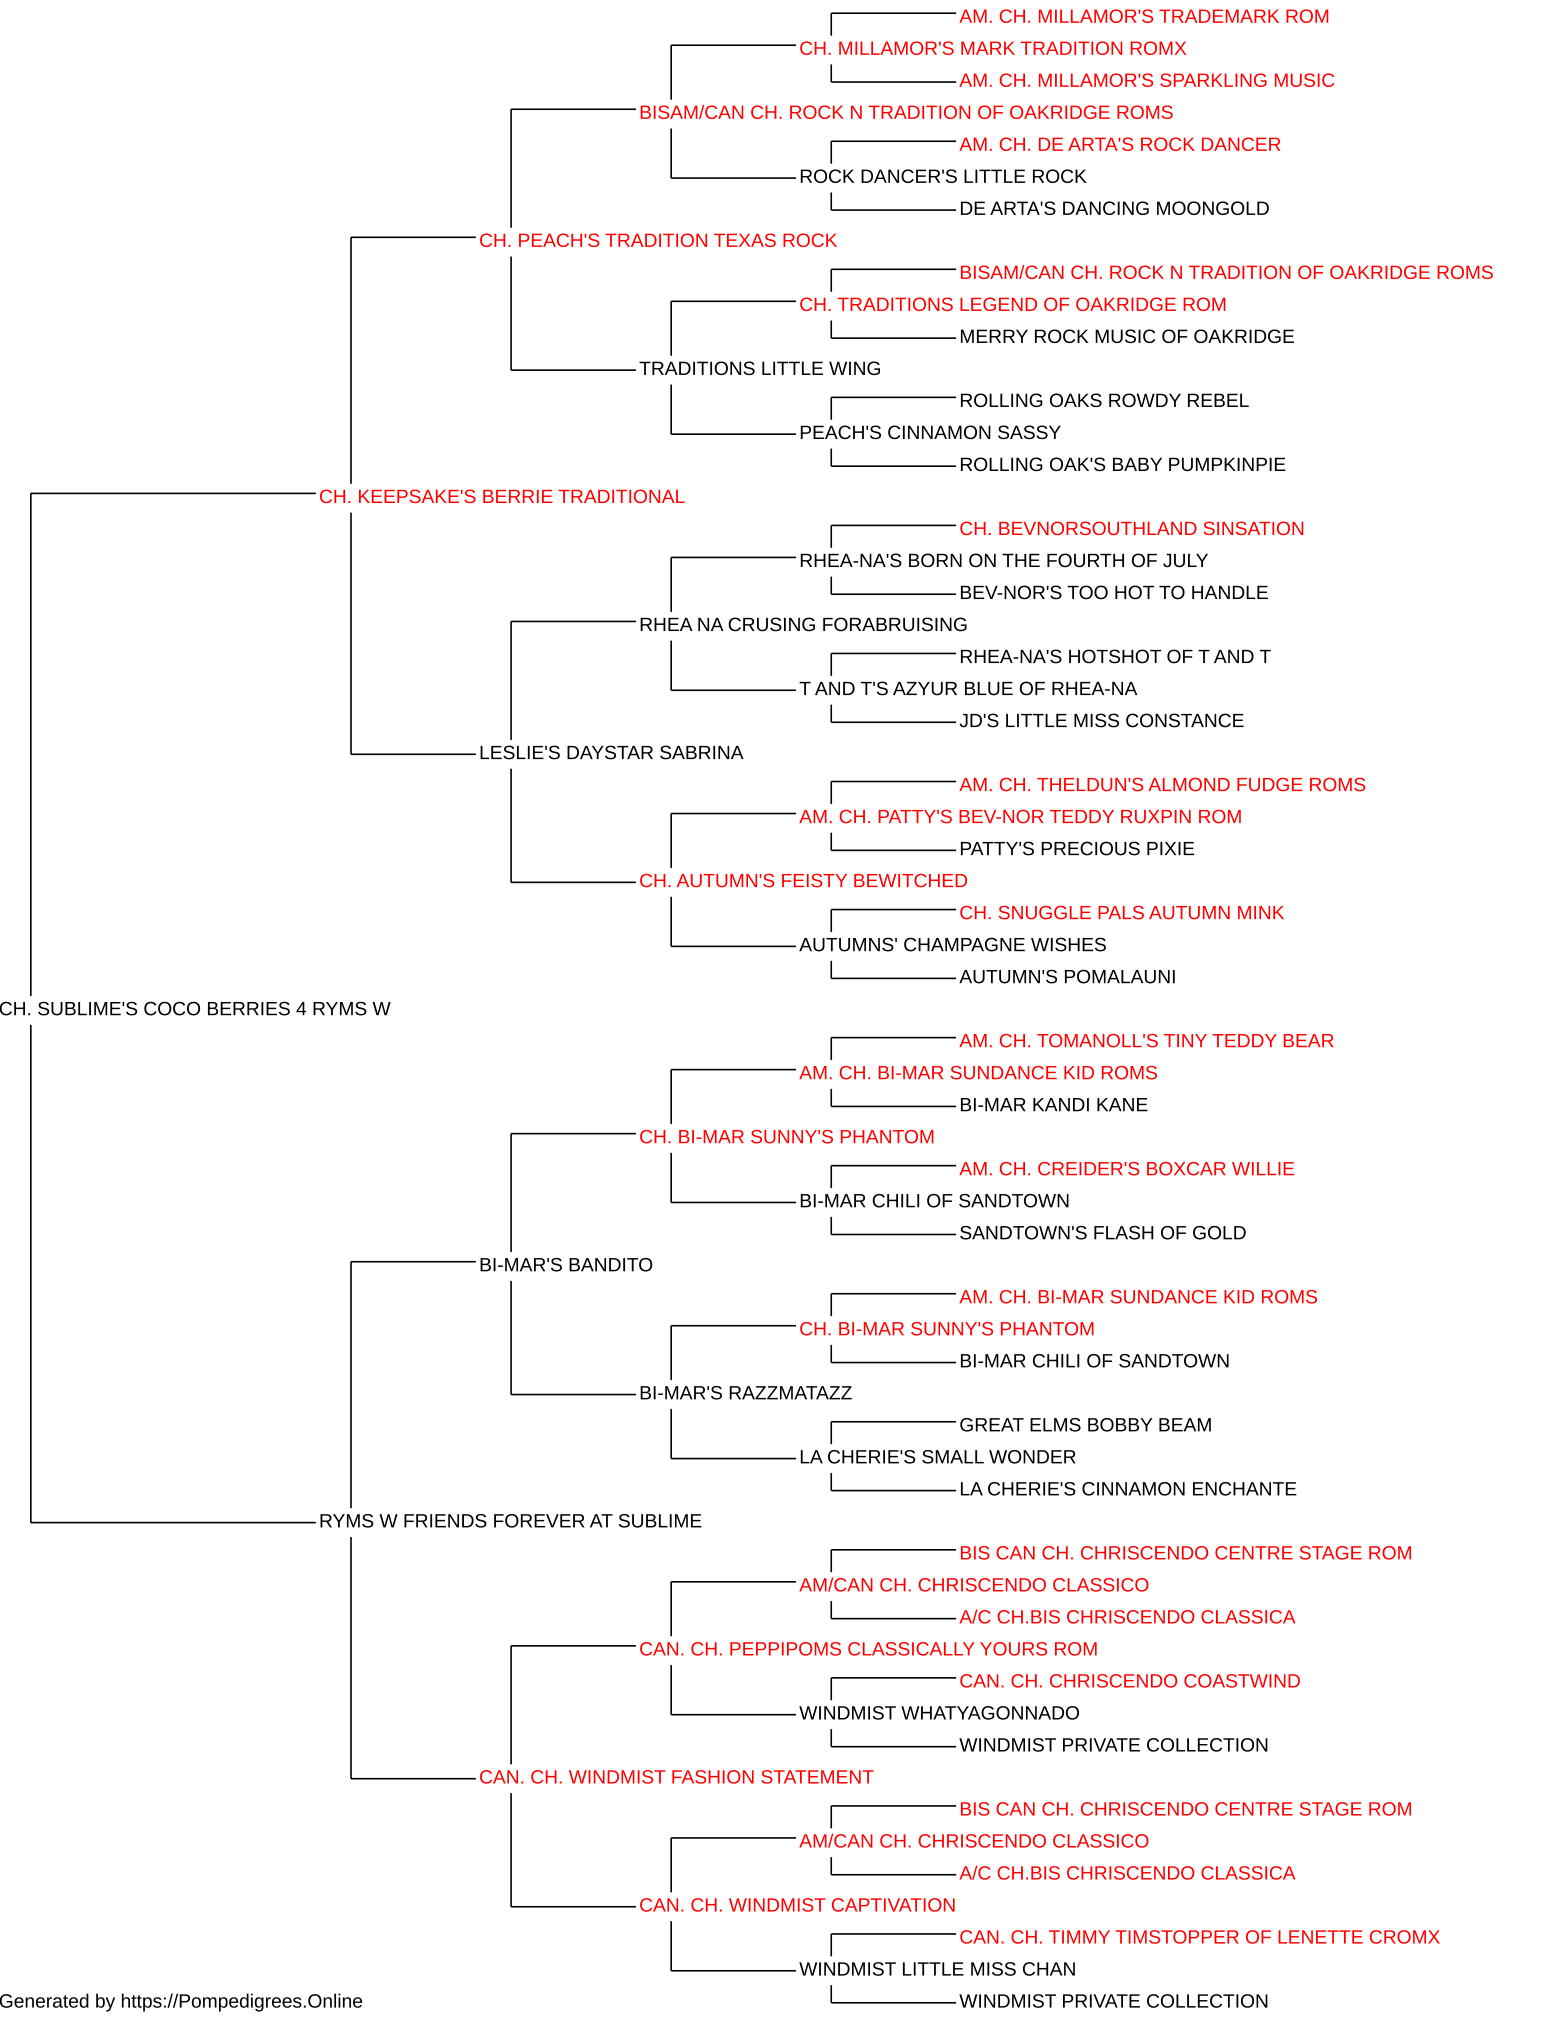 AM. CH. MILLAMOR'S TRADEMARK ROM
CH. MILLAMOR'S MARK TRADITION ROMX
AM. CH. MILLAMOR'S SPARKLING MUSIC
BISAM/CAN CH. ROCK N TRADITION OF OAKRIDGE ROMS
AM. CH. DE ARTA'S ROCK DANCER
ROCK DANCER'S LITTLE ROCK
DE ARTA'S DANCING MOONGOLD
CH. PEACH'S TRADITION TEXAS ROCK
BISAM/CAN CH. ROCK N TRADITION OF OAKRIDGE ROMS
CH. TRADITIONS LEGEND OF OAKRIDGE ROM
MERRY ROCK MUSIC OF OAKRIDGE
TRADITIONS LITTLE WING
ROLLING OAKS ROWDY REBEL
PEACH'S CINNAMON SASSY
ROLLING OAK'S BABY PUMPKINPIE
CH. KEEPSAKE'S BERRIE TRADITIONAL
CH. BEVNORSOUTHLAND SINSATION
RHEA-NA'S BORN ON THE FOURTH OF JULY
BEV-NOR'S TOO HOT TO HANDLE
RHEA NA CRUSING FORABRUISING
RHEA-NA'S HOTSHOT OF T AND T
T AND T'S AZYUR BLUE OF RHEA-NA
JD'S LITTLE MISS CONSTANCE
LESLIE'S DAYSTAR SABRINA
AM. CH. THELDUN'S ALMOND FUDGE ROMS
AM. CH. PATTY'S BEV-NOR TEDDY RUXPIN ROM
PATTY'S PRECIOUS PIXIE
CH. AUTUMN'S FEISTY BEWITCHED
CH. SNUGGLE PALS AUTUMN MINK
AUTUMNS' CHAMPAGNE WISHES
AUTUMN'S POMALAUNI
CH. SUBLIME'S COCO BERRIES 4 RYMS W
AM. CH. TOMANOLL'S TINY TEDDY BEAR
AM. CH. BI-MAR SUNDANCE KID ROMS
BI-MAR KANDI KANE
CH. BI-MAR SUNNY'S PHANTOM
AM. CH. CREIDER'S BOXCAR WILLIE
BI-MAR CHILI OF SANDTOWN
SANDTOWN'S FLASH OF GOLD
BI-MAR'S BANDITO
AM. CH. BI-MAR SUNDANCE KID ROMS
CH. BI-MAR SUNNY'S PHANTOM
BI-MAR CHILI OF SANDTOWN
BI-MAR'S RAZZMATAZZ
GREAT ELMS BOBBY BEAM
LA CHERIE'S SMALL WONDER
LA CHERIE'S CINNAMON ENCHANTE
RYMS W FRIENDS FOREVER AT SUBLIME
BIS CAN CH. CHRISCENDO CENTRE STAGE ROM
AM/CAN CH. CHRISCENDO CLASSICO
A/C CH.BIS CHRISCENDO CLASSICA
CAN. CH. PEPPIPOMS CLASSICALLY YOURS ROM
CAN. CH. CHRISCENDO COASTWIND
WINDMIST WHATYAGONNADO
WINDMIST PRIVATE COLLECTION
CAN. CH. WINDMIST FASHION STATEMENT
BIS CAN CH. CHRISCENDO CENTRE STAGE ROM
AM/CAN CH. CHRISCENDO CLASSICO
A/C CH.BIS CHRISCENDO CLASSICA
CAN. CH. WINDMIST CAPTIVATION
CAN. CH. TIMMY TIMSTOPPER OF LENETTE CROMX
WINDMIST LITTLE MISS CHAN
WINDMIST PRIVATE COLLECTION
Generated by https://Pompedigrees.Online